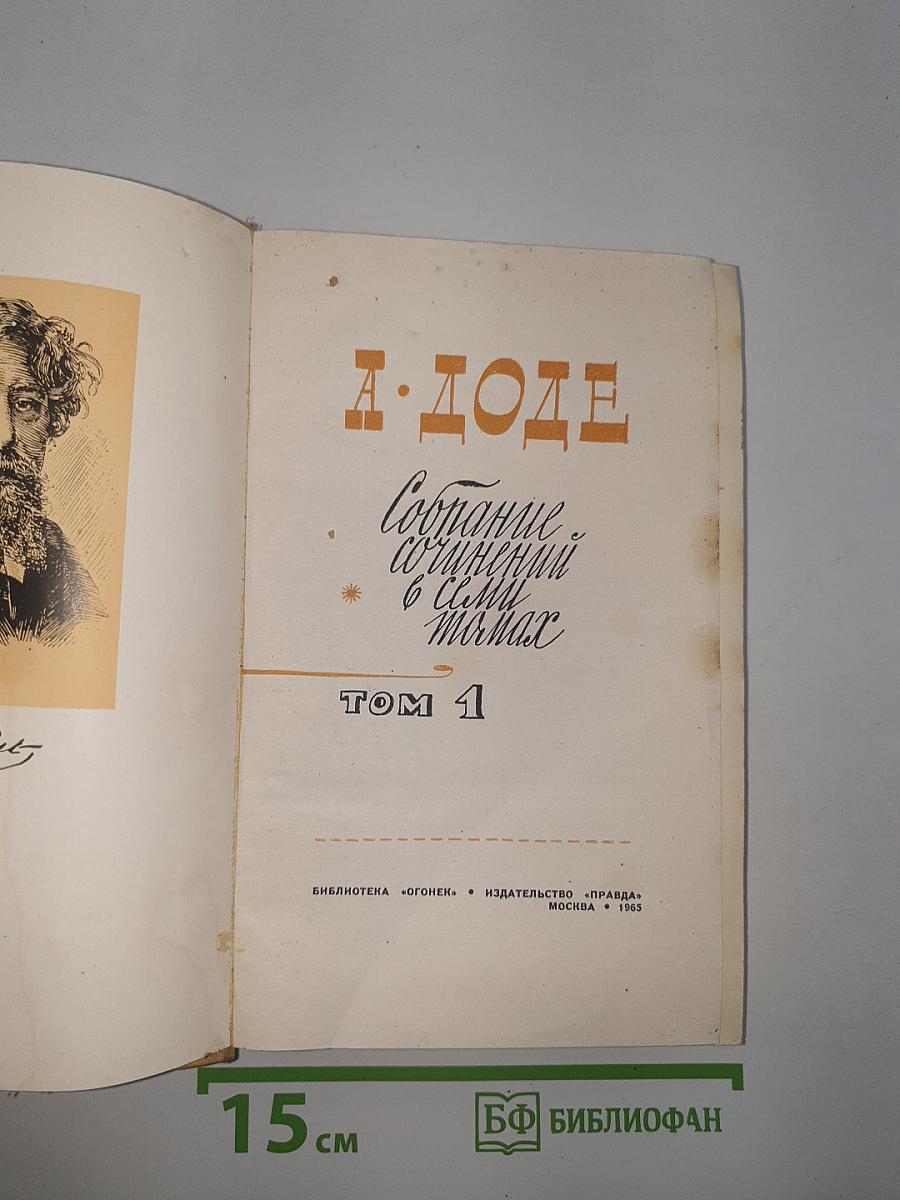 А·ДОДЕ
Собрание
сочинений
в семи
томах
ТОМ 1
БИБЛИОТЕКА «ОГОНЕК» • ИЗДАТЕЛЬСТВО «ПРАВДА»
МОСКВА • 1965
15 см
БФ БИБЛИОФАН